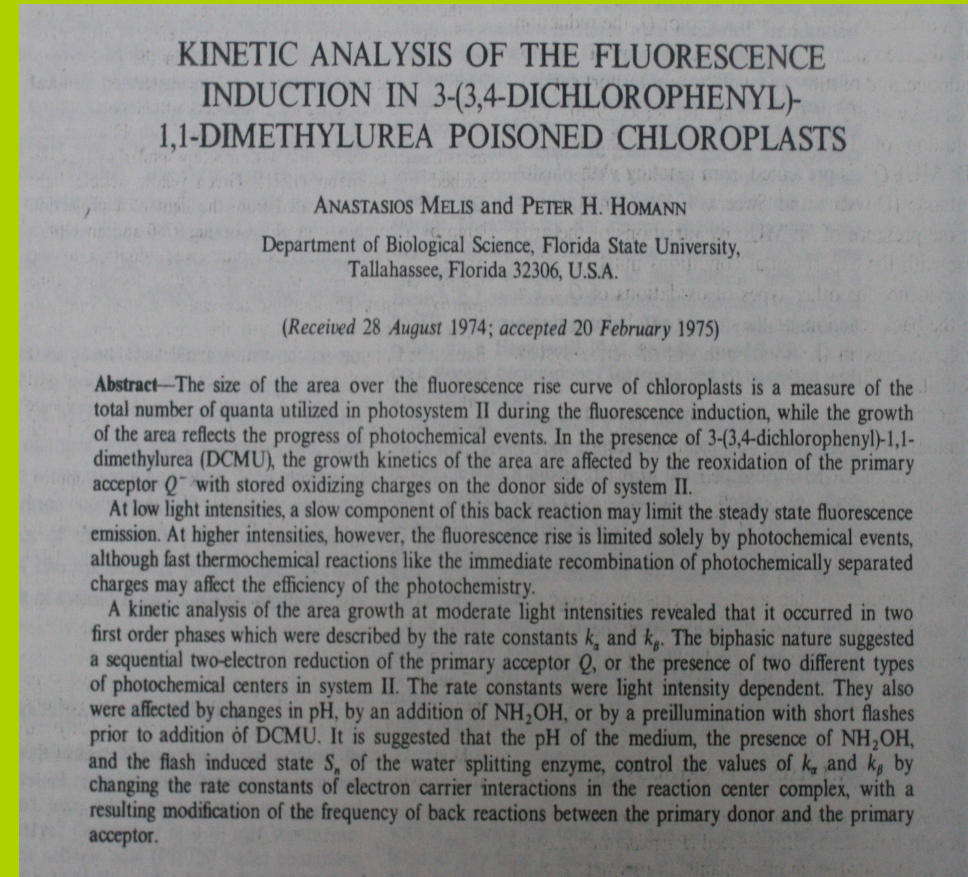 KINETIC ANALYSIS OF THE FLUORESCENCE
INDUCTION IN 3-(3,4-DICHLOROPHENYL)-
1,1-DIMETHYLUREA POISONED CHLOROPLASTS
ANASTASIOS MELIS and PETER H. HOMANN
Department of Biological Science, Florida State University,
Tallahassee, Florida 32306, U.S.A.
(Received 28 August 1974; accepted 20 February 1975)
Abstract—The size of the area over the fluorescence rise curve of chloroplasts is a measure of the
total number of quanta utilized in photosystem II during the fluorescence induction, while the growth
of the area reflects the progress of photochemical events. In the presence of 3-(3,4-dichlorophenyl)-1,1-
dimethylurea (DCMU), the growth kinetics of the area are affected by the reoxidation of the primary
acceptor Q⁻ with stored oxidizing charges on the donor side of system II.
At low light intensities, a slow component of this back reaction may limit the steady state fluorescence
emission. At higher intensities, however, the fluorescence rise is limited solely by photochemical events,
although fast thermochemical reactions like the immediate recombination of photochemically separated
charges may affect the efficiency of the photochemistry.
A kinetic analysis of the area growth at moderate light intensities revealed that it occurred in two
first order phases which were described by the rate constants kα and kβ. The biphasic nature suggested
a sequential two-electron reduction of the primary acceptor Q, or the presence of two different types
of photochemical centers in system II. The rate constants were light intensity dependent. They also
were affected by changes in pH, by an addition of NH₂OH, or by a preillumination with short flashes
prior to addition of DCMU. It is suggested that the pH of the medium, the presence of NH₂OH,
and the flash induced state Sₙ of the water splitting enzyme, control the values of kα and kβ by
changing the rate constants of electron carrier interactions in the reaction center complex, with a
resulting modification of the frequency of back reactions between the primary donor and the primary
acceptor.